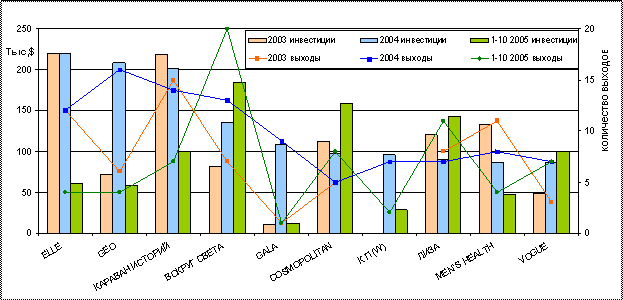 250
200
150
100
50
0
Тыс,$
20
15
10
5
0
количество выходов
2003 инвестиции
2004 инвестиции
1-10 2005 инвестиции
2003 выходы
2004 выходы
1-10 2005 выходы
ELLE
GEO
КАРАВАН ИСТОРИЙ
ВОКРУГ СВЕТА
GALA
COSMOPOLITAN
К.П (W)
ЛИЗА
MEN'S HEALTH
VOGUE